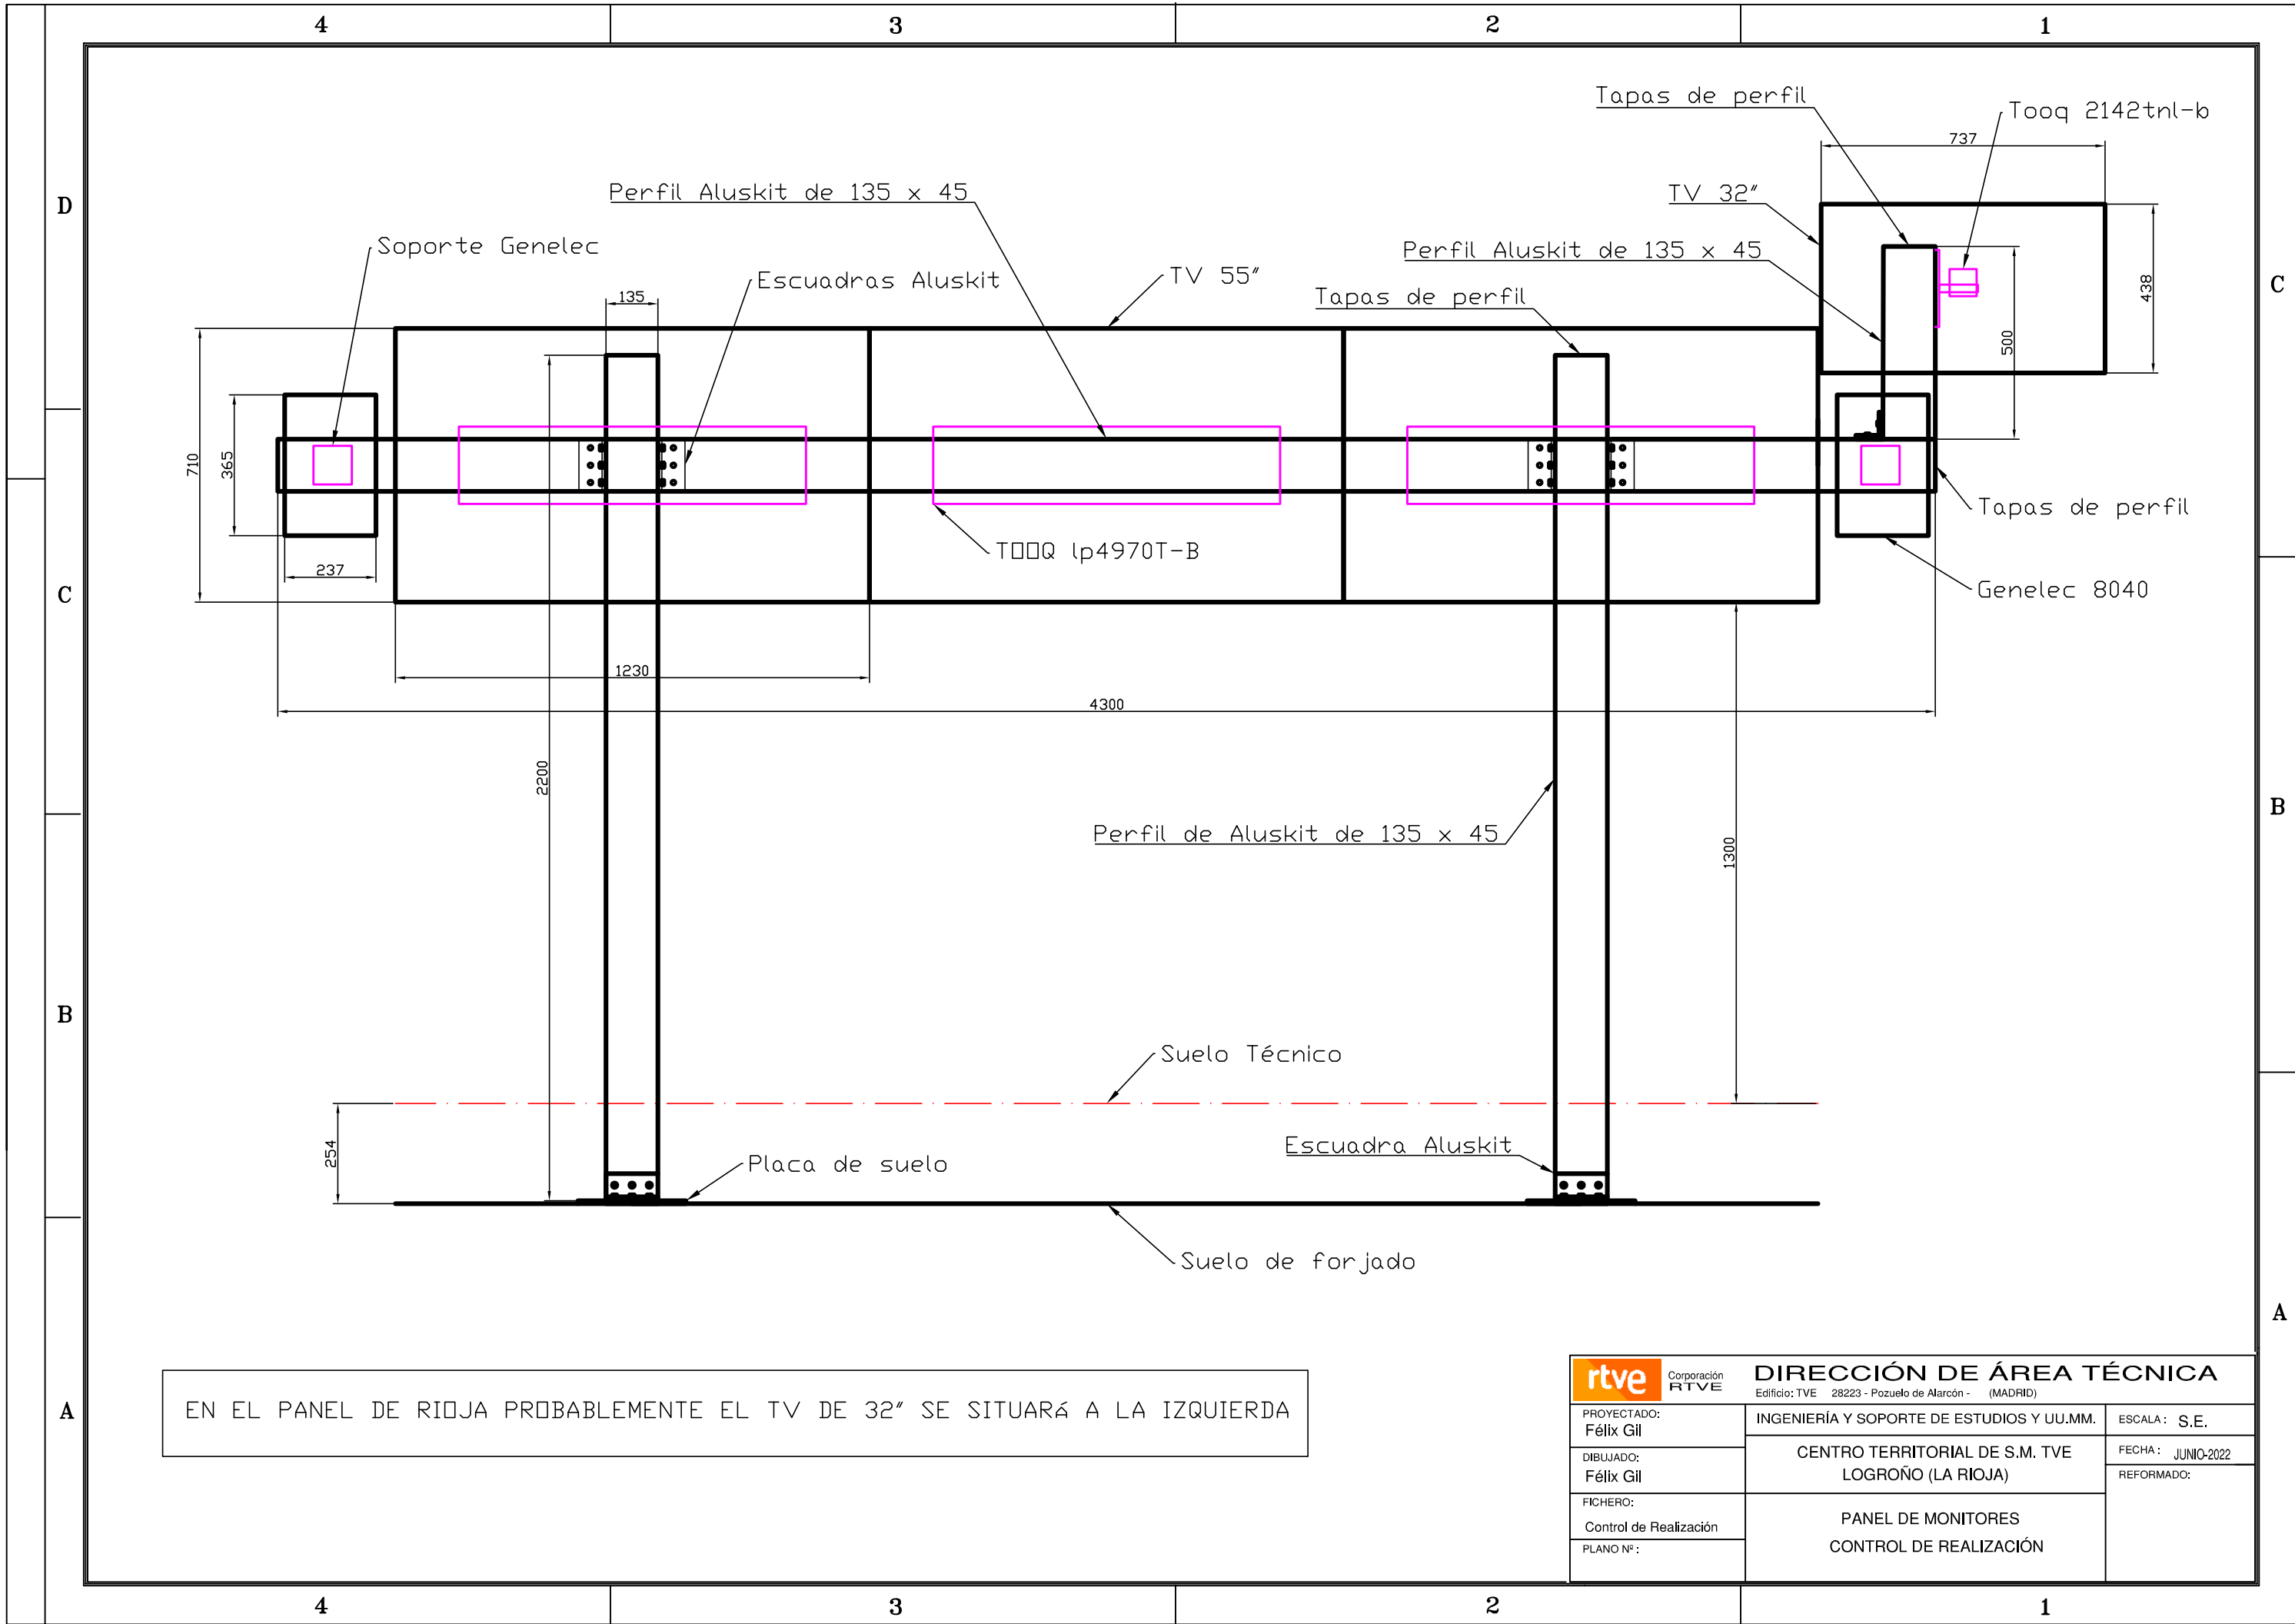 4 3 2 1
D
C
B
A
C
B
A
4 3 2 1
Tapas de perfil
Tooq 2142tnl-b
737
Perfil Aluskit de 135 x 45
TV 32"
Soporte Genelec
Perfil Aluskit de 135 x 45
Escuadras Aluskit
TV 55"
135
Tapas de perfil
438
500
710
365
Tapas de perfil
TOOQ lp4970T-B
237
Genelec 8040
1230
4300
2200
Perfil de Aluskit de 135 x 45
1300
Suelo Técnico
254
Escuadra Aluskit
Placa de suelo
Suelo de forjado
EN EL PANEL DE RIOJA PROBABLEMENTE EL TV DE 32" SE SITUARá A LA IZQUIERDA
rtve
Corporación
RTVE
DIRECCIÓN DE ÁREA TÉCNICA
Edificio: TVE 28223 - Pozuelo de Alarcón - (MADRID)
PROYECTADO:
Félix Gil
INGENIERÍA Y SOPORTE DE ESTUDIOS Y UU.MM.
ESCALA: S.E.
DIBUJADO:
Félix Gil
CENTRO TERRITORIAL DE S.M. TVE
LOGROÑO (LA RIOJA)
FECHA: JUNIO-2022
REFORMADO:
FICHERO:
Control de Realización
PANEL DE MONITORES
CONTROL DE REALIZACIÓN
PLANO Nº: